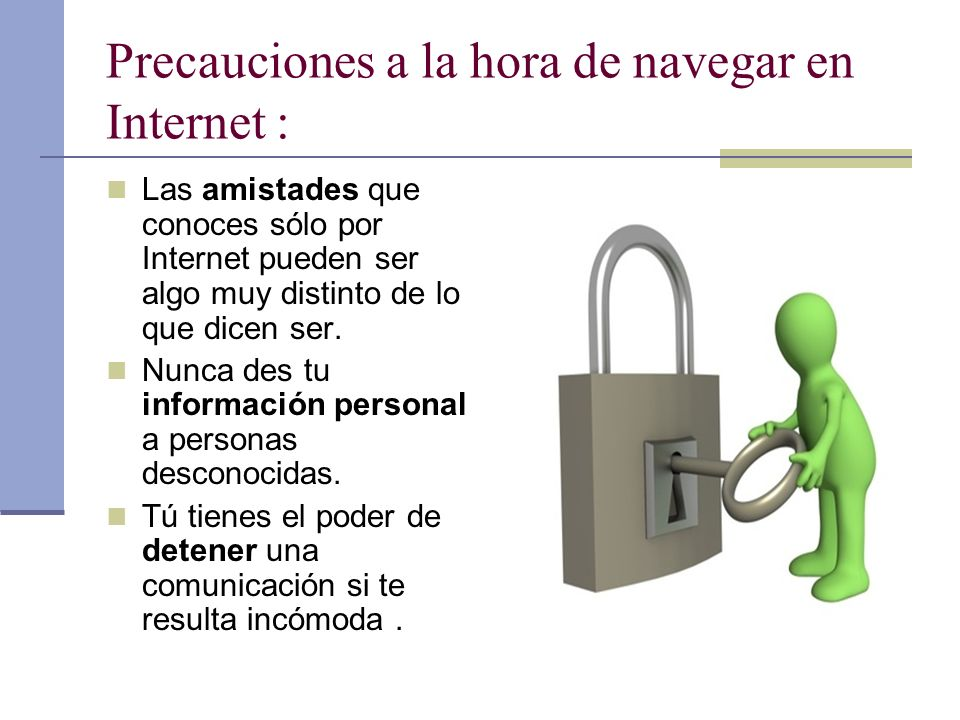 Precauciones a la hora de navegar en
Internet :
Las amistades que
conoces sólo por
Internet pueden ser
algo muy distinto de lo
que dicen ser.
Nunca des tu
información personal
a personas
desconocidas.
Tú tienes el poder de
detener una
comunicación si te
resulta incómoda .